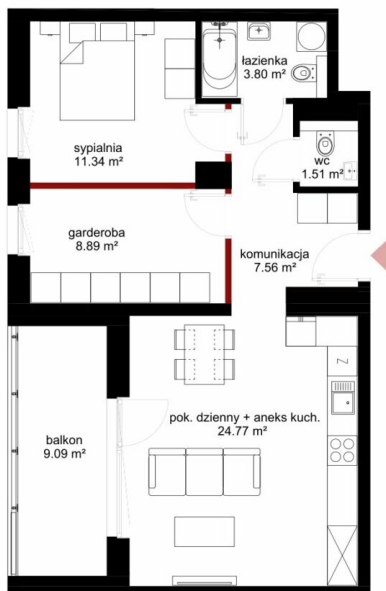 łazienka
3.80 m²
sypialnia
11.34 m²
wc
1.51 m²
garderoba
8.89 m²
komunikacja
7.56 m²
Z
pok. dzienny + aneks kuch.
24.77 m²
balkon
9.09 m²